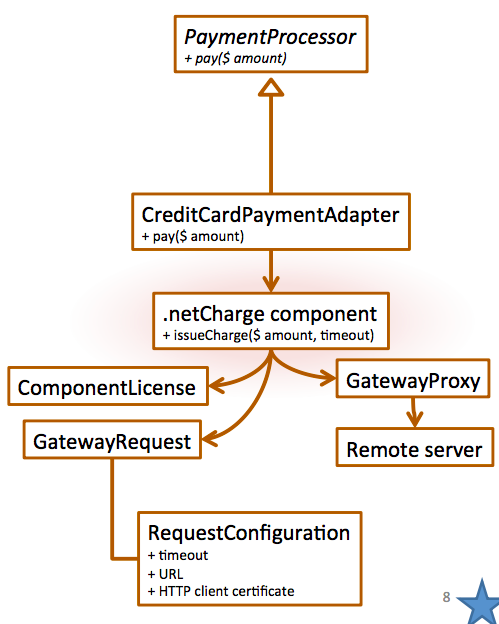 PaymentProcessor
+ pay($ amount)
CreditCardPaymentAdapter
+ pay($ amount)
.netCharge component
+ issueCharge($ amount, timeout)
ComponentLicense
GatewayProxy
GatewayRequest
Remote server
RequestConfiguration
+ timeout
+ URL
+ HTTP client certificate
8